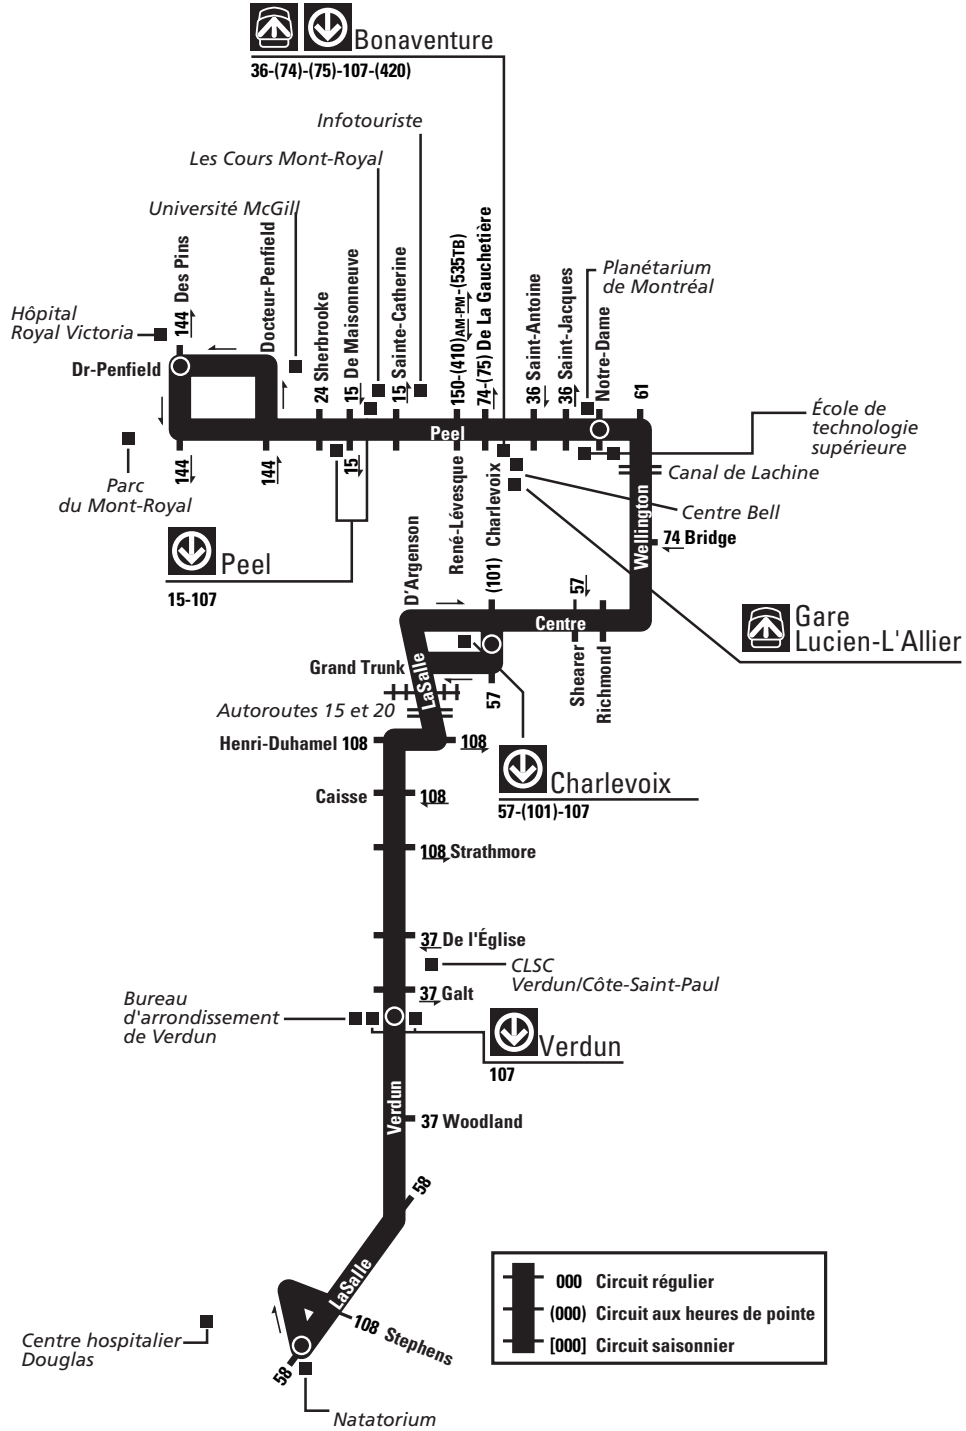 Bonaventure
36-(74)-(75)-107-(420)
Infotouriste
Les Cours Mont-Royal
Université McGill
Hôpital
Royal Victoria
144 Des Pins
Docteur-Penfield
24 Sherbrooke
15 De Maisonneuve
15 Sainte-Catherine
150-(410)AM-PM-(535TB)
74-(75) De La Gauchetière
36 Saint-Antoine
36 Saint-Jacques
Notre-Dame
61
Planétarium
de Montréal
Dr-Penfield
Peel
École de
technologie
supérieure
Parc
du Mont-Royal
144
144
15
René-Lévesque
Canal de Lachine
Centre Bell
Wellington
74 Bridge
Peel
15-107
D'Argenson
(101) Charlevoix
57
Centre
Gare
Lucien-L'Allier
Grand Trunk
LaSalle
57
Shearer
Richmond
Autoroutes 15 et 20
Henri-Duhamel 108
108
Charlevoix
57-(101)-107
Caisse
108
108 Strathmore
37 De l'Église
CLSC
Verdun/Côte-Saint-Paul
37 Galt
Bureau
d'arrondissement
de Verdun
Verdun
107
Verdun
37 Woodland
58
LaSalle
108 Stephens
58
Centre hospitalier
Douglas
Natatorium
000 Circuit régulier
(000) Circuit aux heures de pointe
[000] Circuit saisonnier